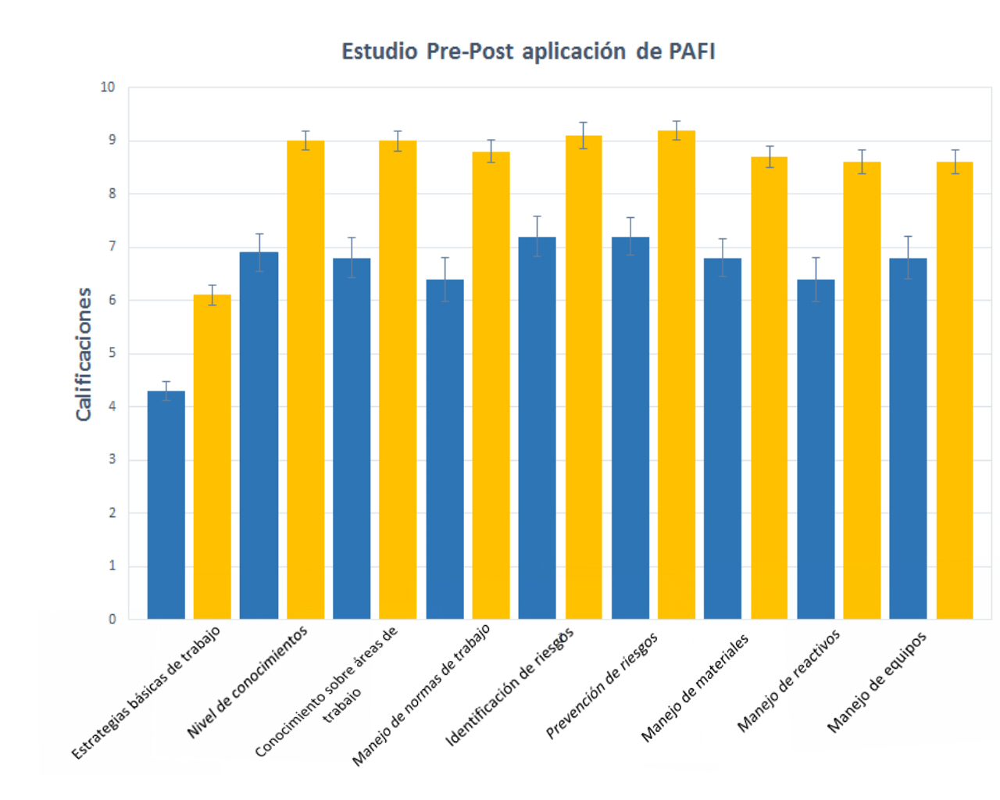 Estudio Pre-Post aplicación de PAFI
Calificaciones
10
9
8
7
6
5
4
3
2
1
0
Estrategias básicas de trabajo
Nivel de conocimientos
Conocimiento sobre áreas de
trabajo
Manejo de normas de trabajo
Identificación de riesgos
Prevención de riesgos
Manejo de materiales
Manejo de reactivos
Manejo de equipos